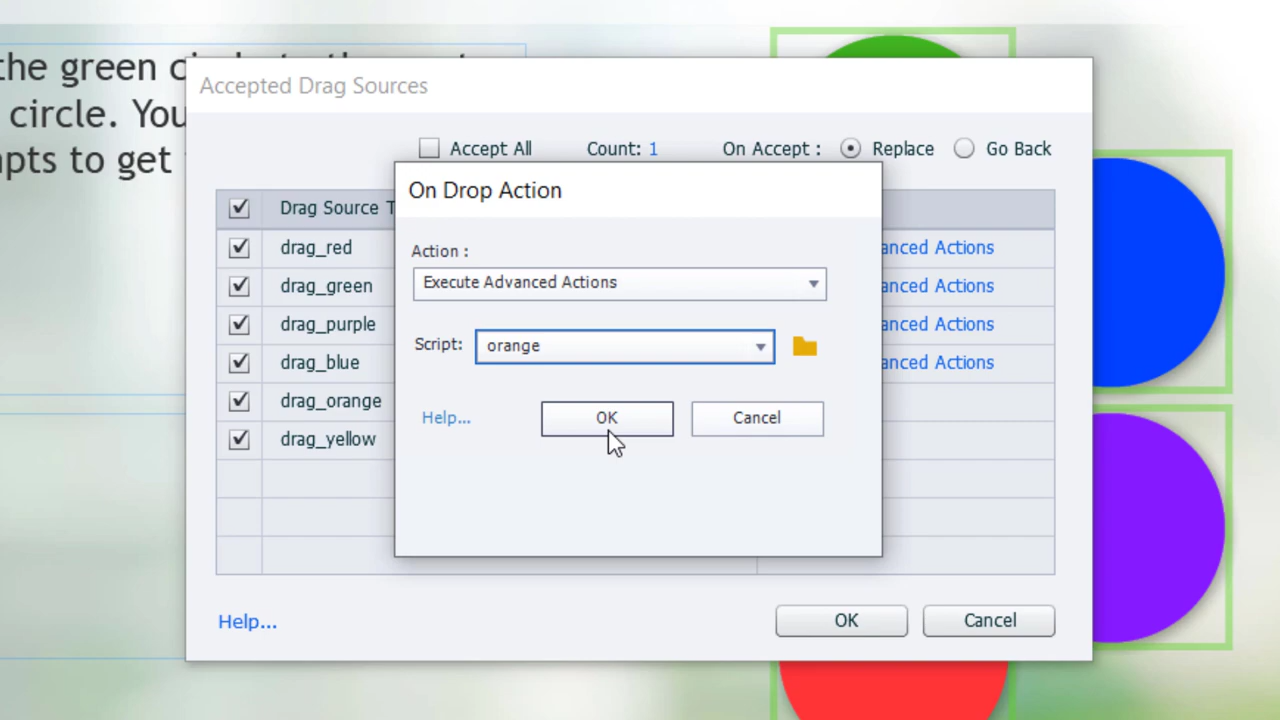 the green
circle. You
pts to get
Accepted Drag Sources
Accept All Count: 1 On Accept : Replace Go Back
Drag Source T
On Drop Action
drag_red
anced Actions
Action :
drag_green
Execute Advanced Actions
anced Actions
drag_purple
anced Actions
Script: orange
drag_blue
anced Actions
drag_orange
Help... OK Cancel
drag_yellow
Help... OK Cancel